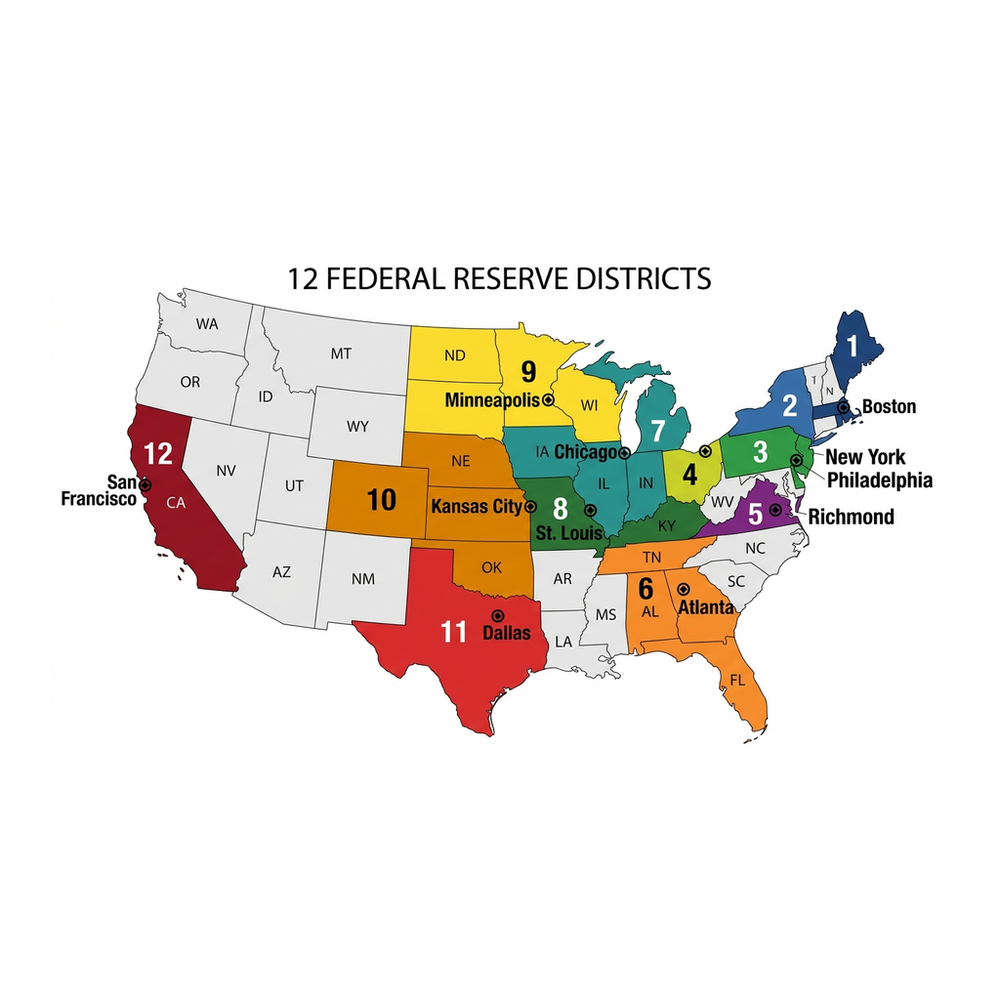 12 FEDERAL RESERVE DISTRICTS
WA
MT
ND
9
1
OR
ID
Minneapolis
WI
T
N
2
Boston
WY
7
12
NV
UT
NE
IA
Chicago
3
New York
Philadelphia
San
Francisco
CA
10
Kansas City
8
IL
IN
4
WV
5
Richmond
St. Louis
KY
AZ
NM
OK
AR
TN
NC
SC
6
AL
Atlanta
MS
11
Dallas
LA
FL